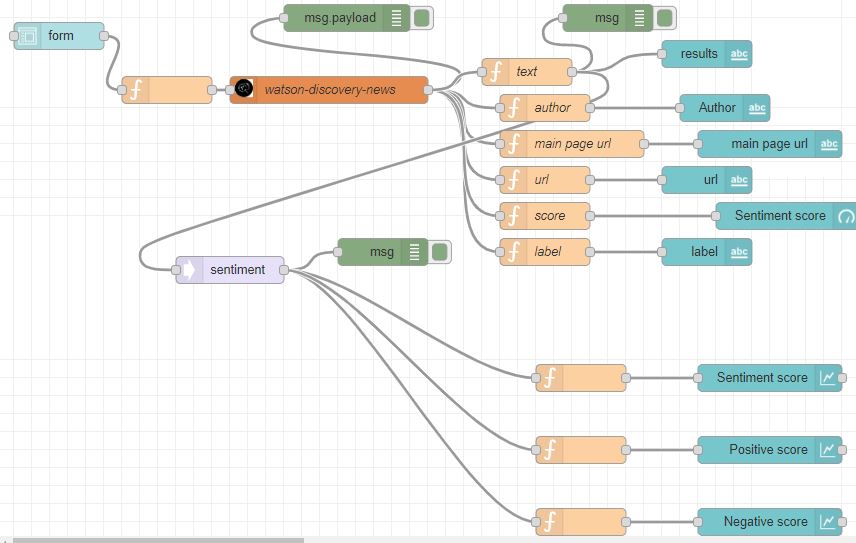 msg.payload
msg
form
results
abc
text
watson-discovery-news
author
Author
abc
main page url
main page url
abc
url
url
abc
score
Sentiment score
msg
label
label
abc
sentiment
Sentiment score
Positive score
Negative score